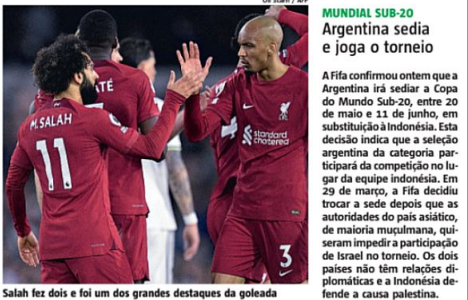 MUNDIAL SUB-20
Argentina sedia
e joga o torneio
A Fifa confirmou ontem que a
Argentina irá sediar a Copa
do Mundo Sub-20, entre 20
de maio e 11 de junho, em
substituição à Indonésia. Esta
decisão indica que a seleção
argentina da categoria par-
ticipará da competição no lu-
gar da equipe indonésia. Em
29 de março, a Fifa decidiu
trocar a sede depois que as
autoridades do país asiático,
de maioria muçulmana, qui-
seram impedir a participação
de Israel no torneio. Os dois
países não têm relações di-
plomáticas e a Indonésia de-
fende a causa palestina.
M.SALAH
11
ATÉ
standard
chartered
3
Salah fez dois e foi um dos grandes destaques da goleada